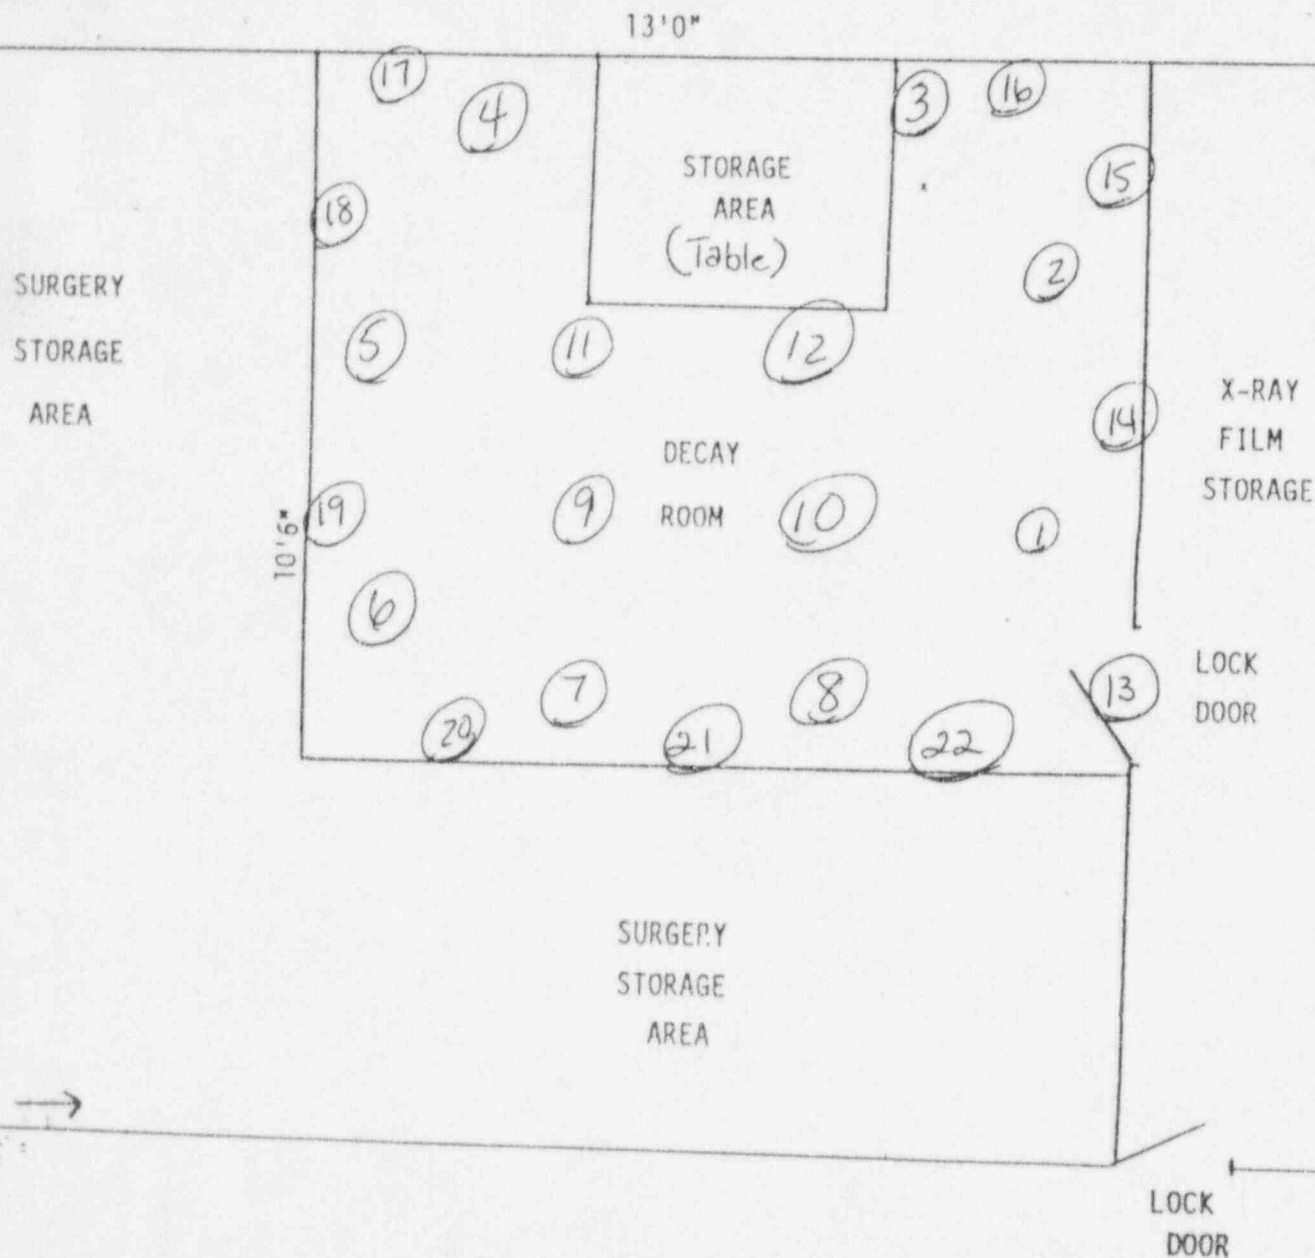 13'0"
17
4
3
16
STORAGE
AREA
(Table)
15
18
2
SURGERY
STORAGE
AREA
5
11
12
14
X-RAY
FILM
STORAGE
DECAY
ROOM
19
9
10
1
10'6"
6
7
8
13
LOCK
DOOR
20
21
22
SURGERY
STORAGE
AREA
LOCK
DOOR